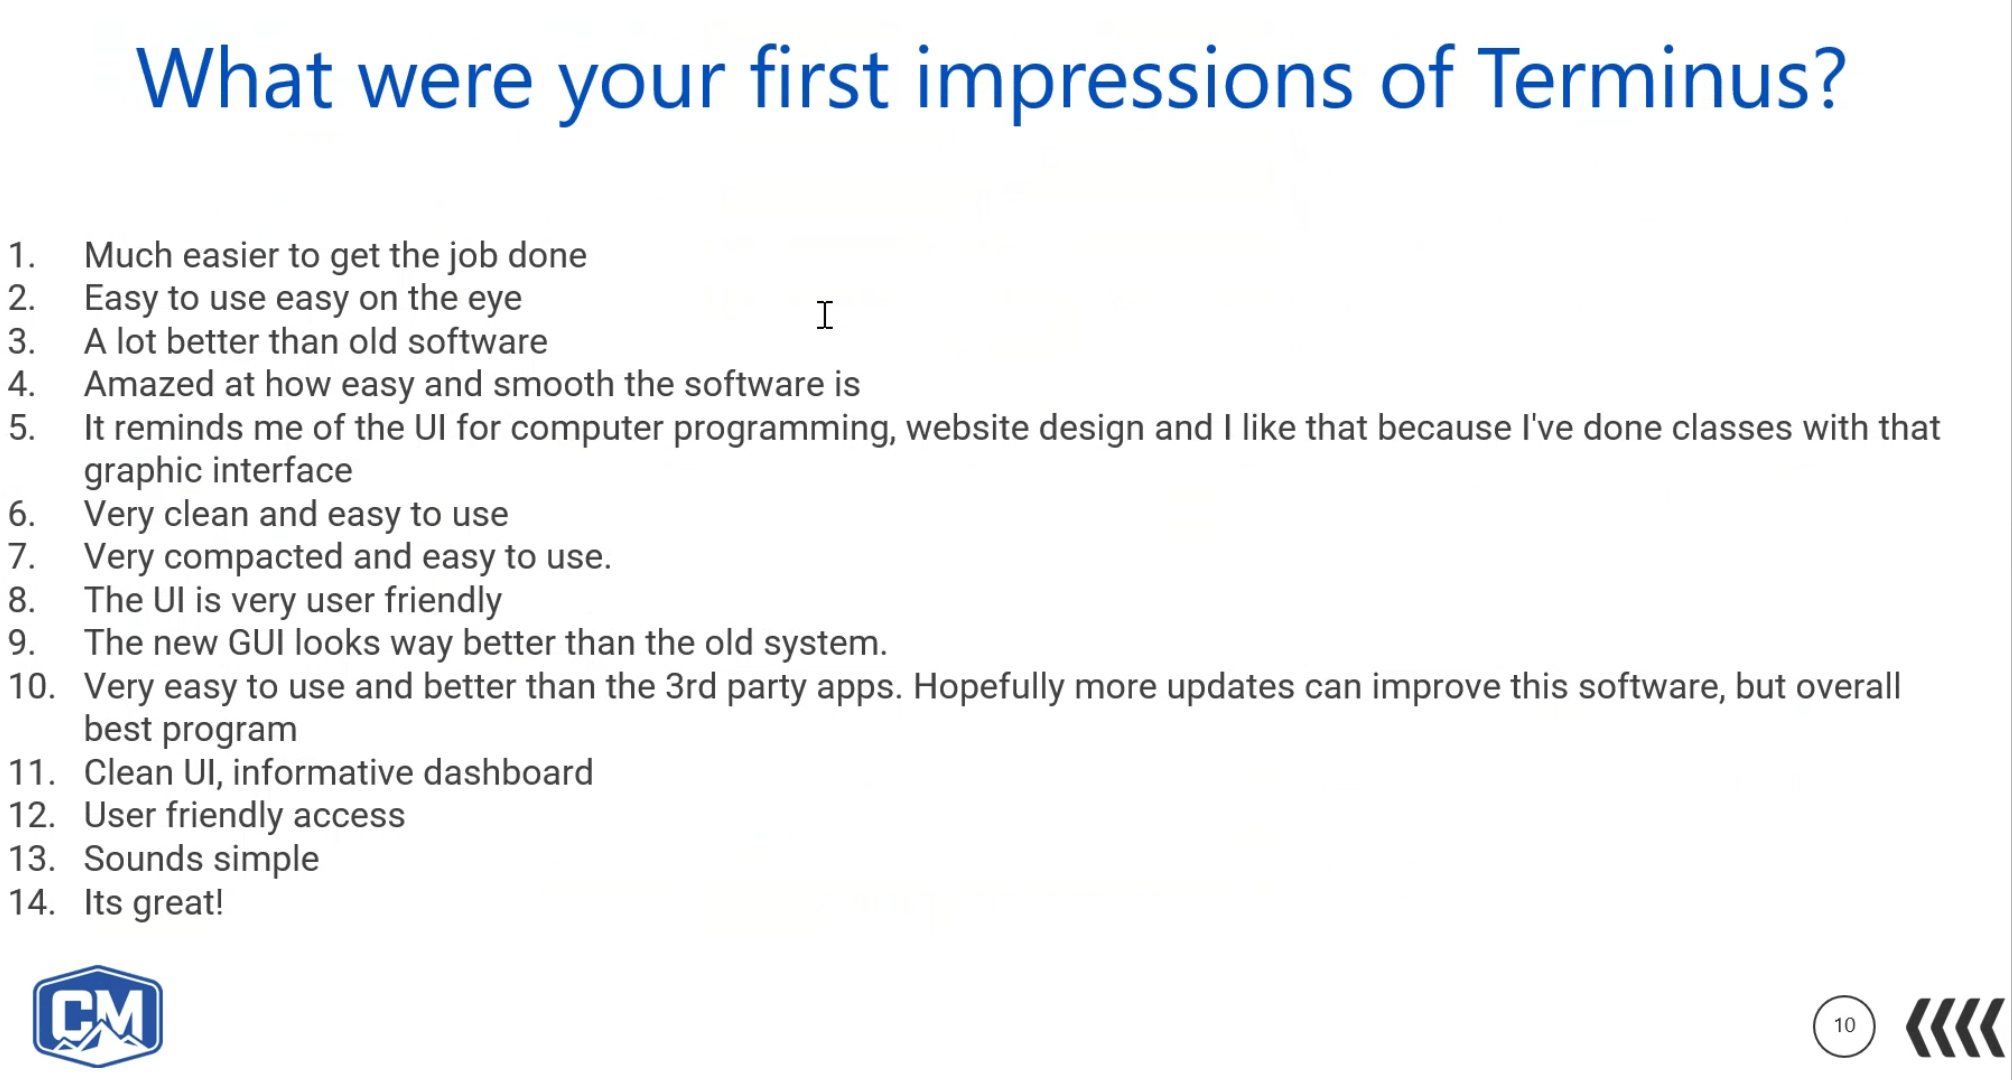 What were your first impressions of Terminus?
1. Much easier to get the job done
2. Easy to use easy on the eye
3. A lot better than old software
4. Amazed at how easy and smooth the software is
5. It reminds me of the UI for computer programming, website design and I like that because I've done classes with that
graphic interface
6. Very clean and easy to use
7. Very compacted and easy to use.
8. The UI is very user friendly
9. The new GUI looks way better than the old system.
10. Very easy to use and better than the 3rd party apps. Hopefully more updates can improve this software, but overall
best program
11. Clean UI, informative dashboard
12. User friendly access
13. Sounds simple
14. Its great!
CM
10